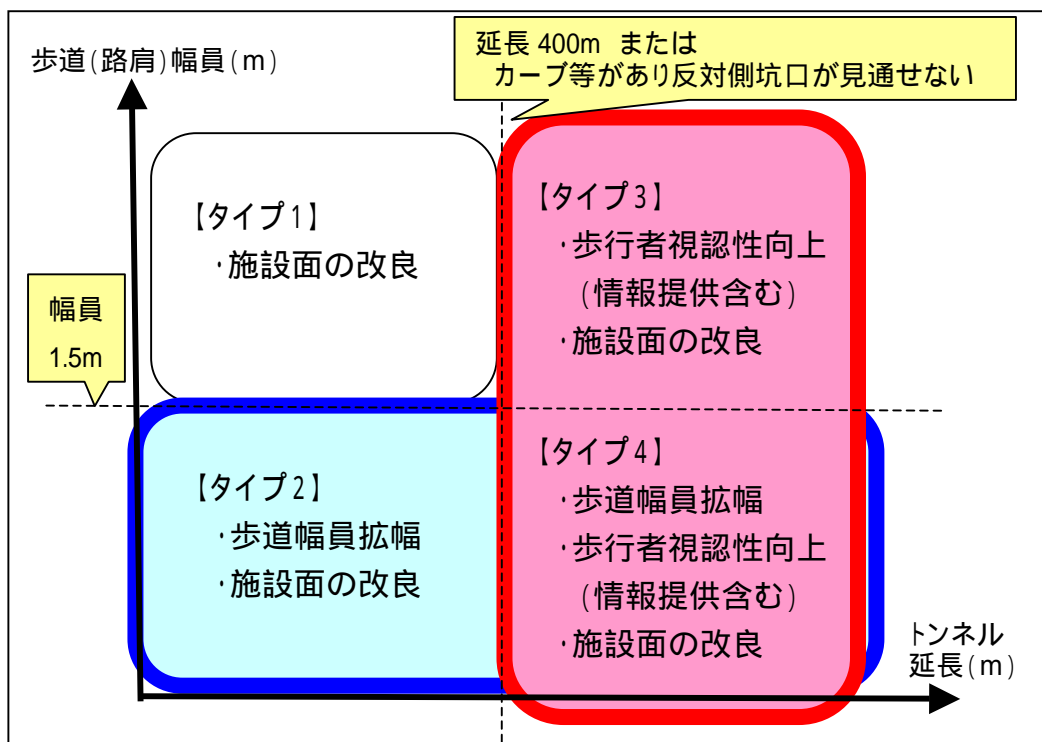 歩道(路肩)幅員(m)
延長 400m または
カーブ等があり反対側坑口が見通せない
【タイプ1】
・施設面の改良
【タイプ3】
・歩行者視認性向上
(情報提供含む)
・施設面の改良
幅員
1.5m
【タイプ2】
・歩道幅員拡幅
・施設面の改良
【タイプ4】
・歩道幅員拡幅
・歩行者視認性向上
(情報提供含む)
・施設面の改良
トンネル
延長(m)